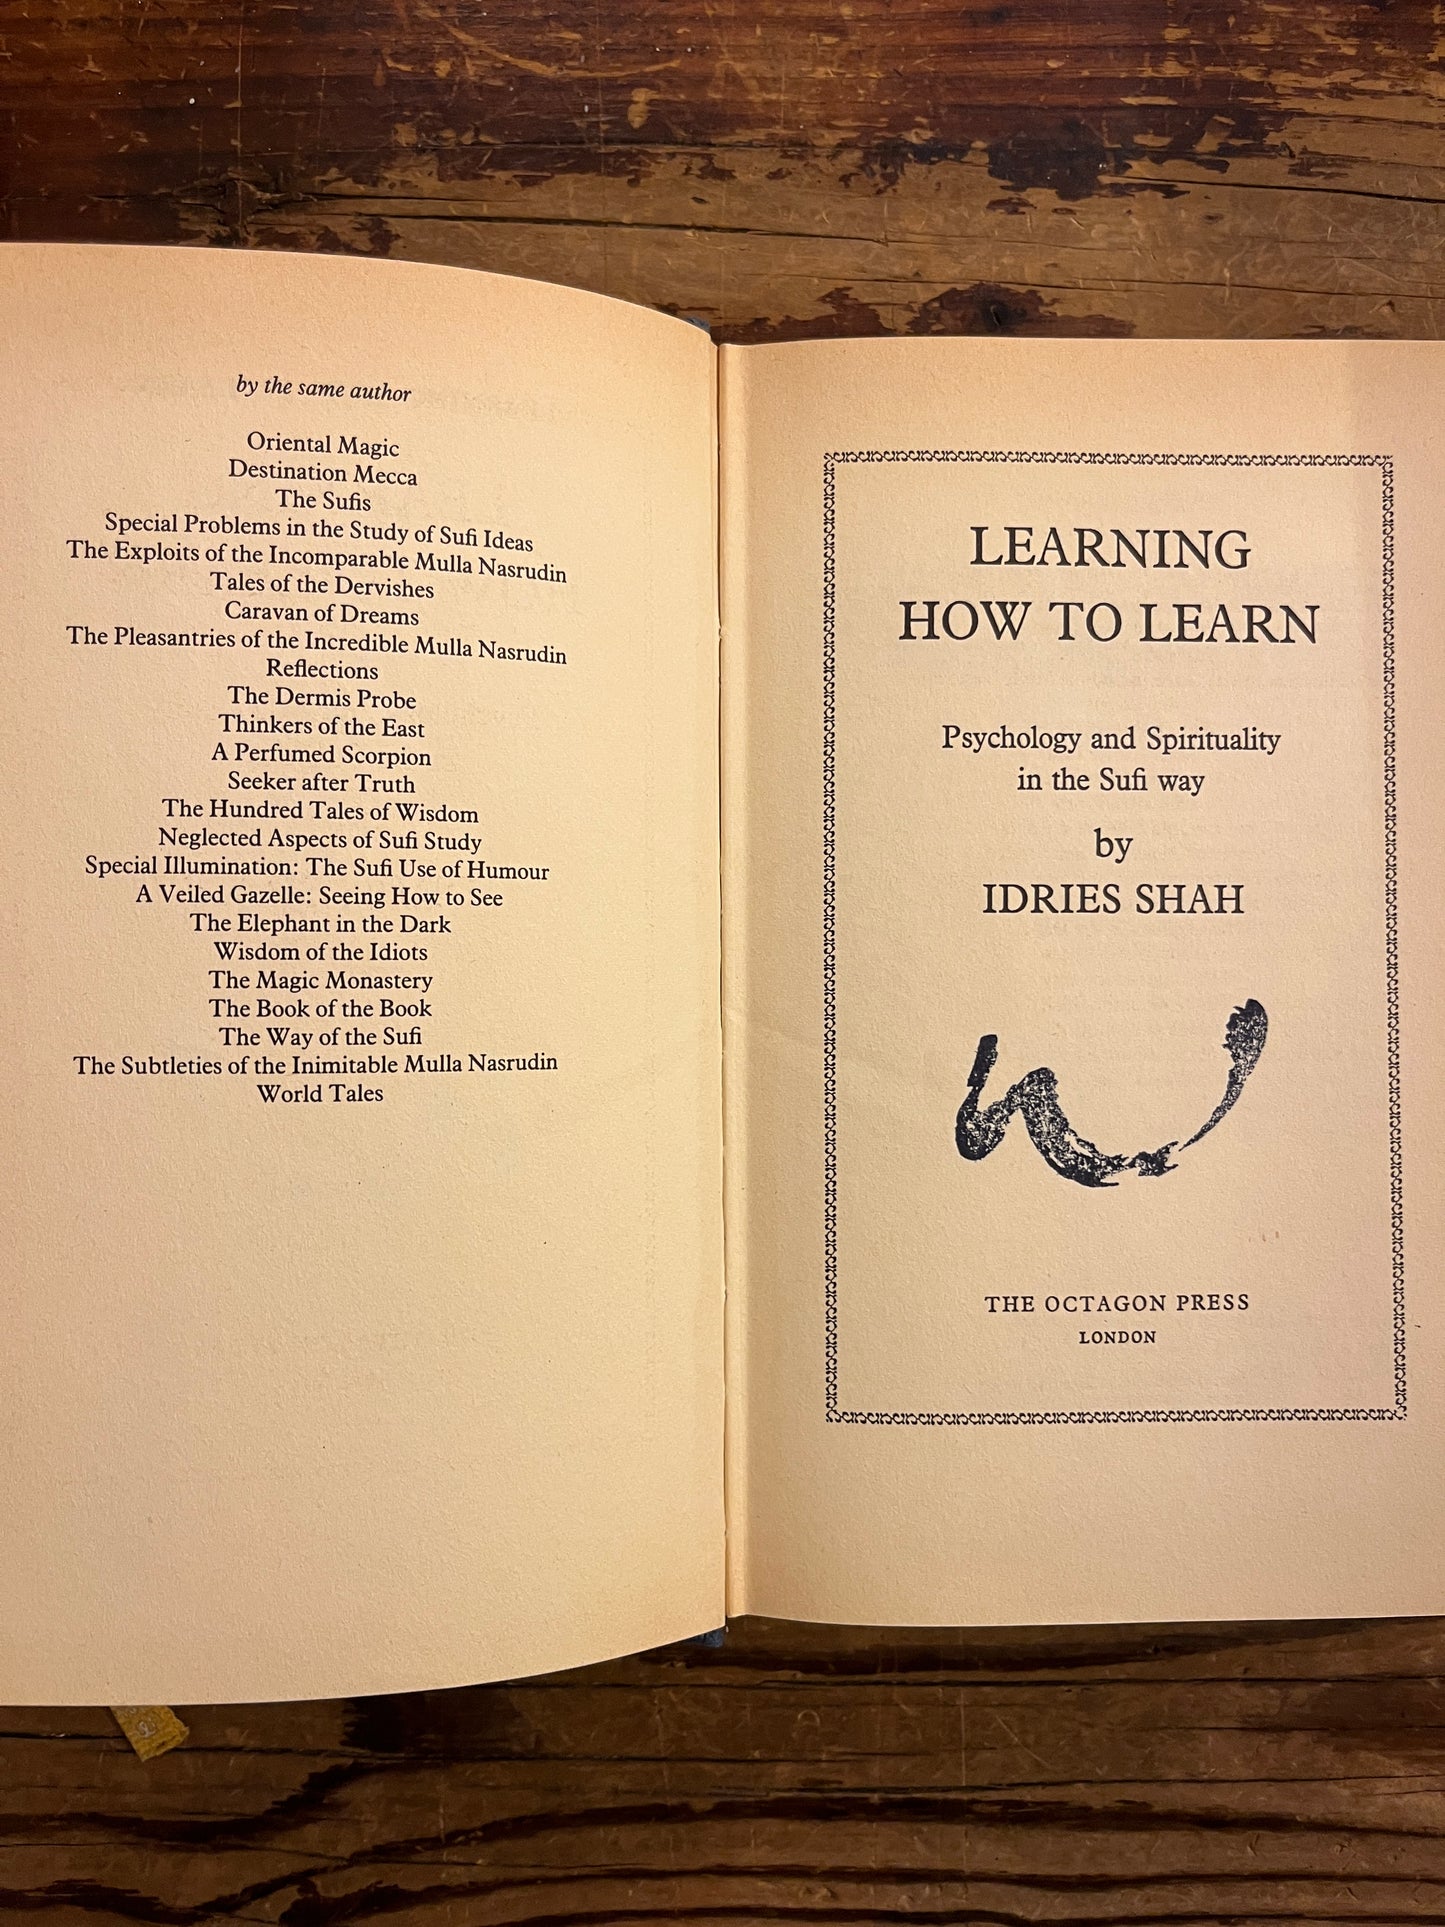 by the same author
Oriental Magic
Destination Mecca
The Sufis
Special Problems in the Study of Sufi Ideas
The Exploits of the Incomparable Mulla Nasrudin
Tales of the Dervishes
Caravan of Dreams
The Pleasantries of the Incredible Mulla Nasrudin
Reflections
The Dermis Probe
Thinkers of the East
A Perfumed Scorpion
Seeker after Truth
The Hundred Tales of Wisdom
Neglected Aspects of Sufi Study
Special Illumination: The Sufi Use of Humour
A Veiled Gazelle: Seeing How to See
The Elephant in the Dark
Wisdom of the Idiots
The Magic Monastery
The Book of the Book
The Way of the Sufi
The Subtleties of the Inimitable Mulla Nasrudin
World Tales
LEARNING
HOW TO LEARN
Psychology and Spirituality
in the Sufi way
by
IDRIES SHAH
THE OCTAGON PRESS
LONDON